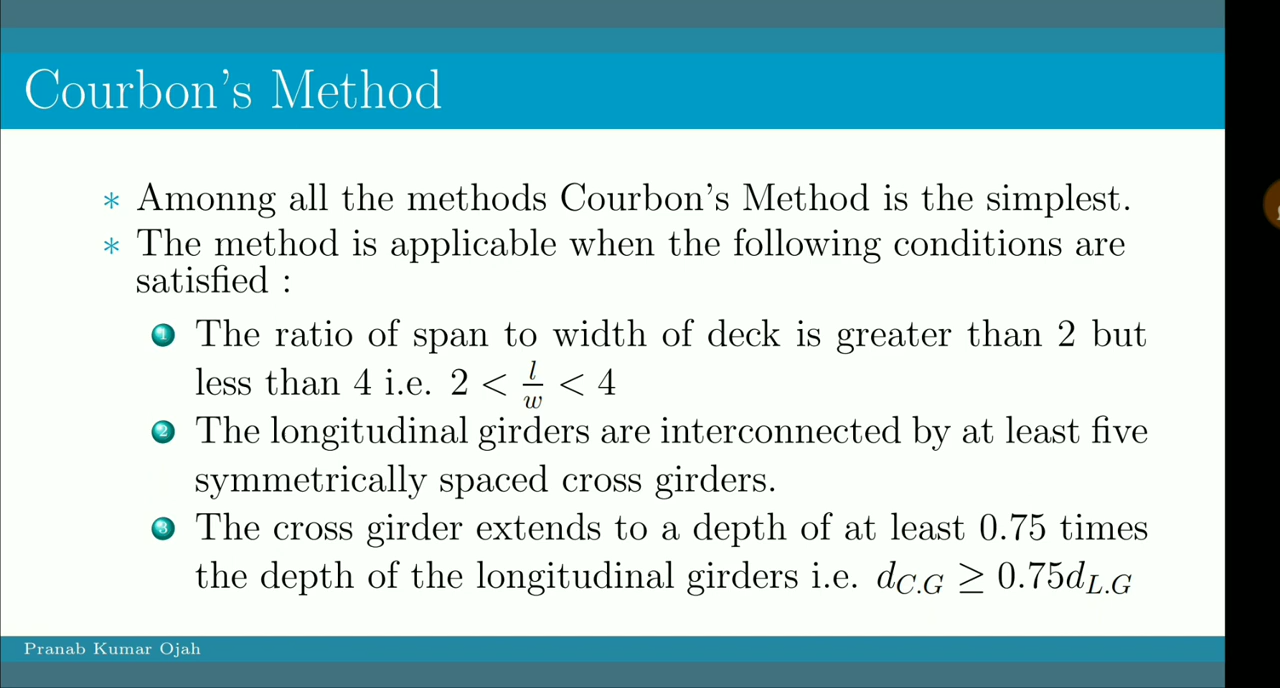 Courbon's Method
* Amonng all the methods Courbon's Method is the simplest.
* The method is applicable when the following conditions are
satisfied :
1 The ratio of span to width of deck is greater than 2 but
less than 4 i.e. 2 < l/w < 4
2 The longitudinal girders are interconnected by at least five
symmetrically spaced cross girders.
3 The cross girder extends to a depth of at least 0.75 times
the depth of the longitudinal girders i.e. d_C.G ≥ 0.75d_L.G
Pranab Kumar Ojah